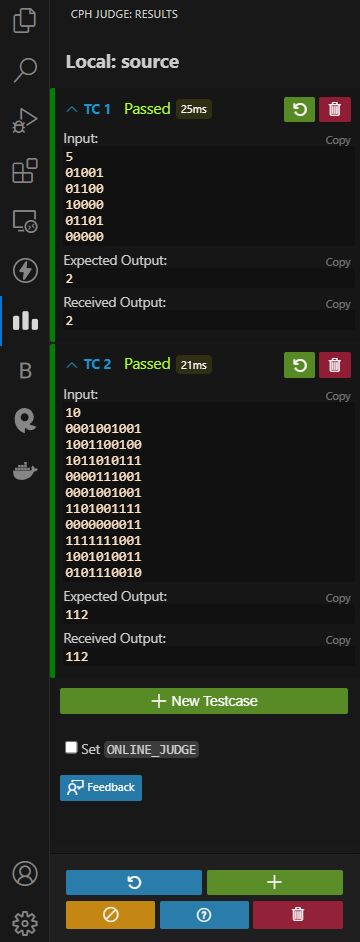 CPH JUDGE: RESULTS
Local: source
TC 1 Passed 25ms
Input:
Copy
5
01001
01100
10000
01101
00000
Expected Output:
Copy
2
Received Output:
Copy
2
TC 2 Passed 21ms
Input:
Copy
10
0001001001
1001100100
1011010111
0000111001
0001001001
1101001111
0000000011
1111111001
1001010011
0101110010
Expected Output:
Copy
112
Received Output:
Copy
112
+ New Testcase
Set ONLINE_JUDGE
Feedback
B